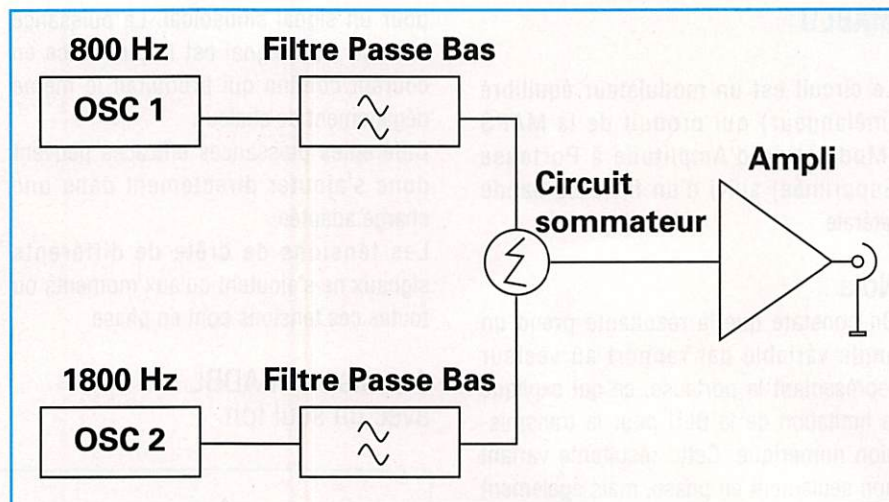 800 Hz
Filtre Passe Bas
OSC 1
Ampli
Circuit
sommateur
1800 Hz
Filtre Passe Bas
OSC 2